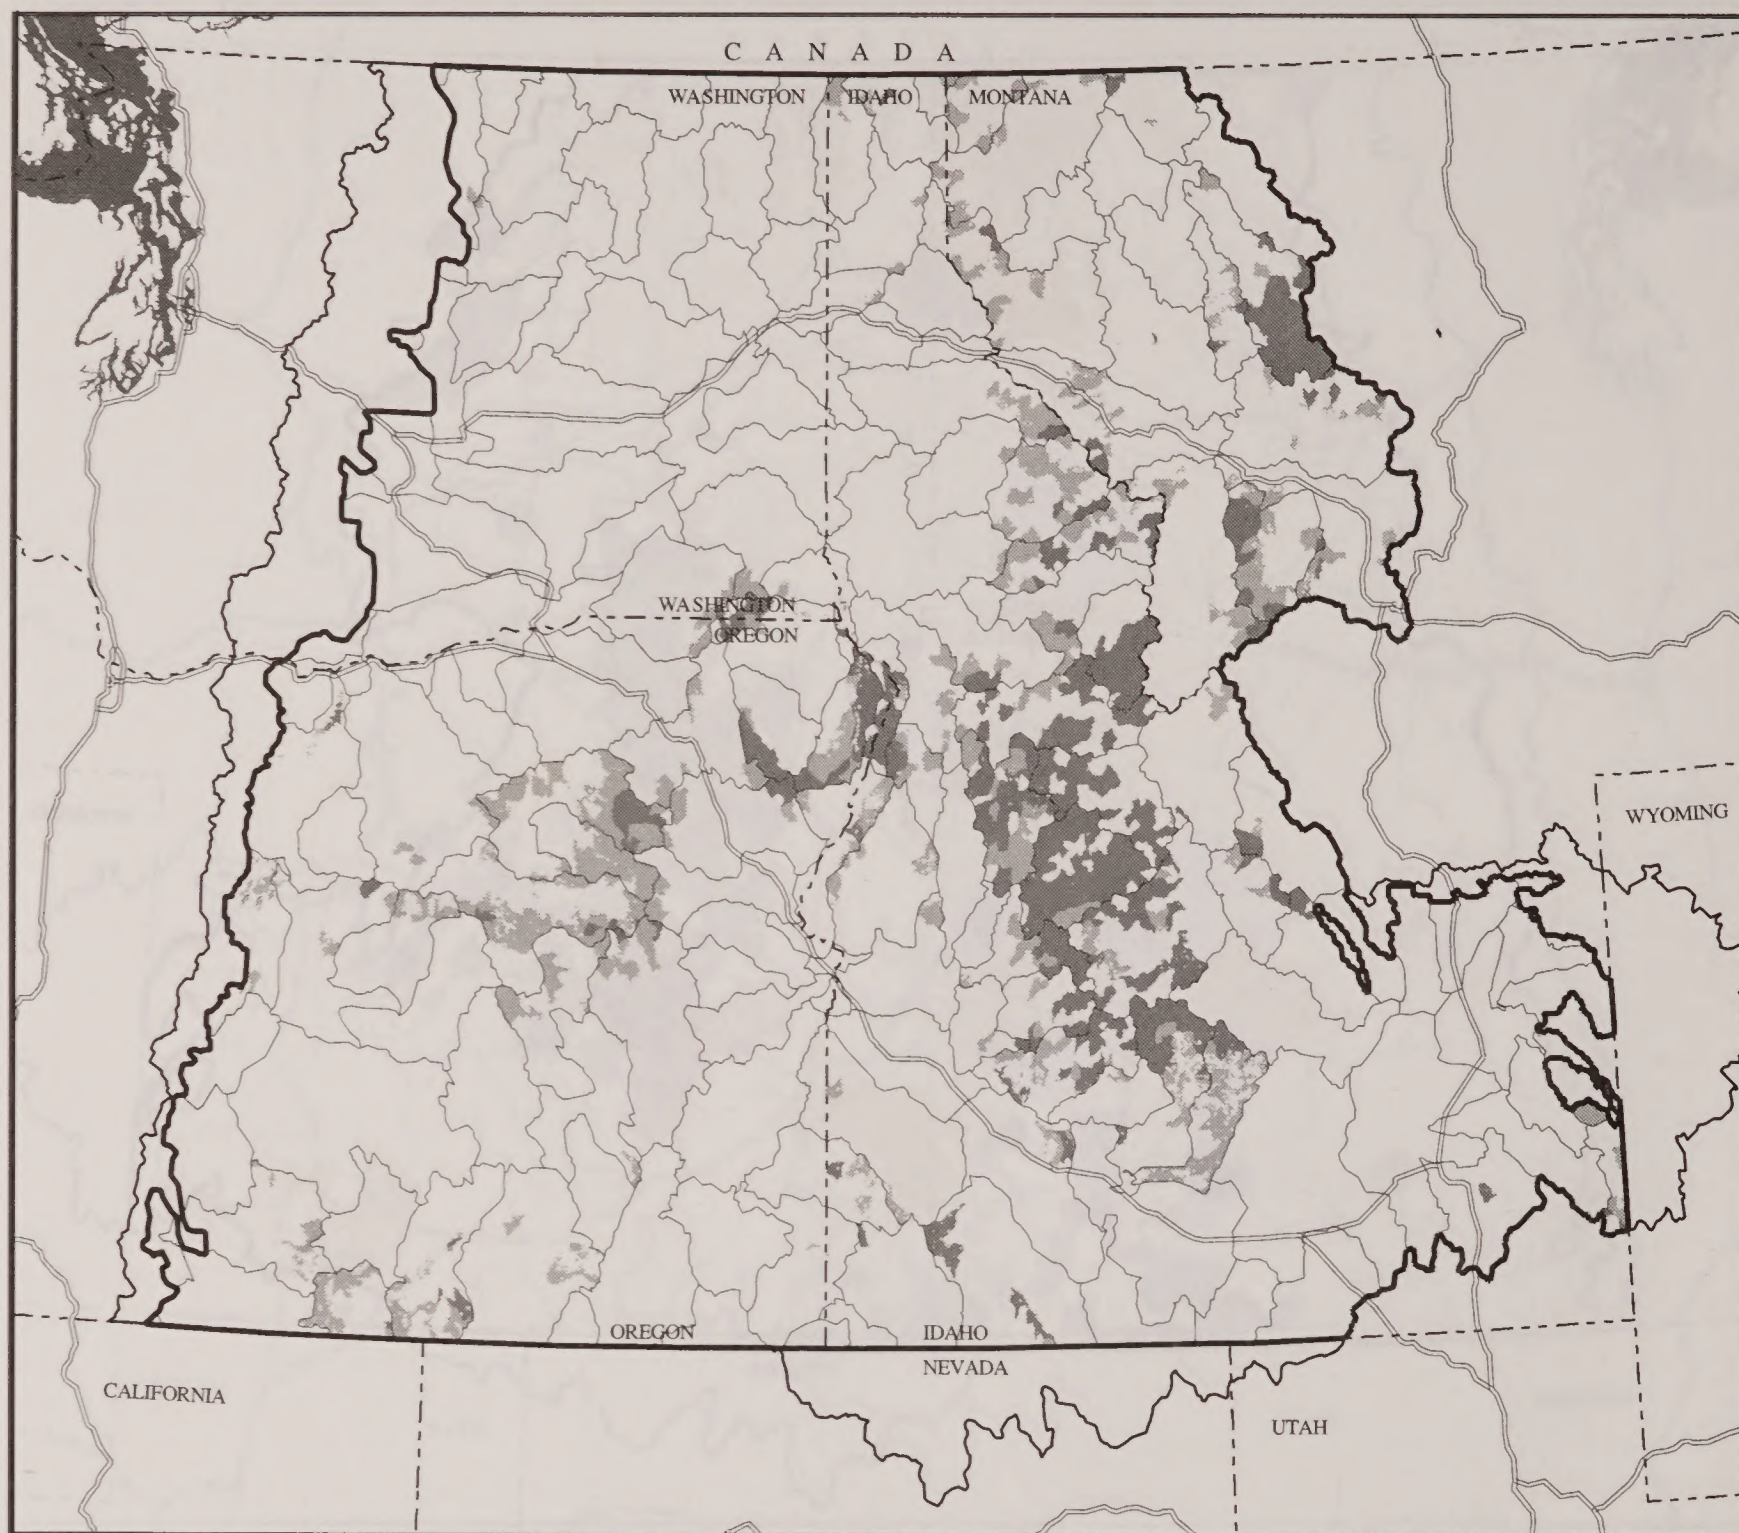 CANADA
WASHINGTON
IDAHO
MONTANA
WASHINGTON
OREGON
WYOMING
OREGON
IDAHO
NEVADA
CALIFORNIA
UTAH